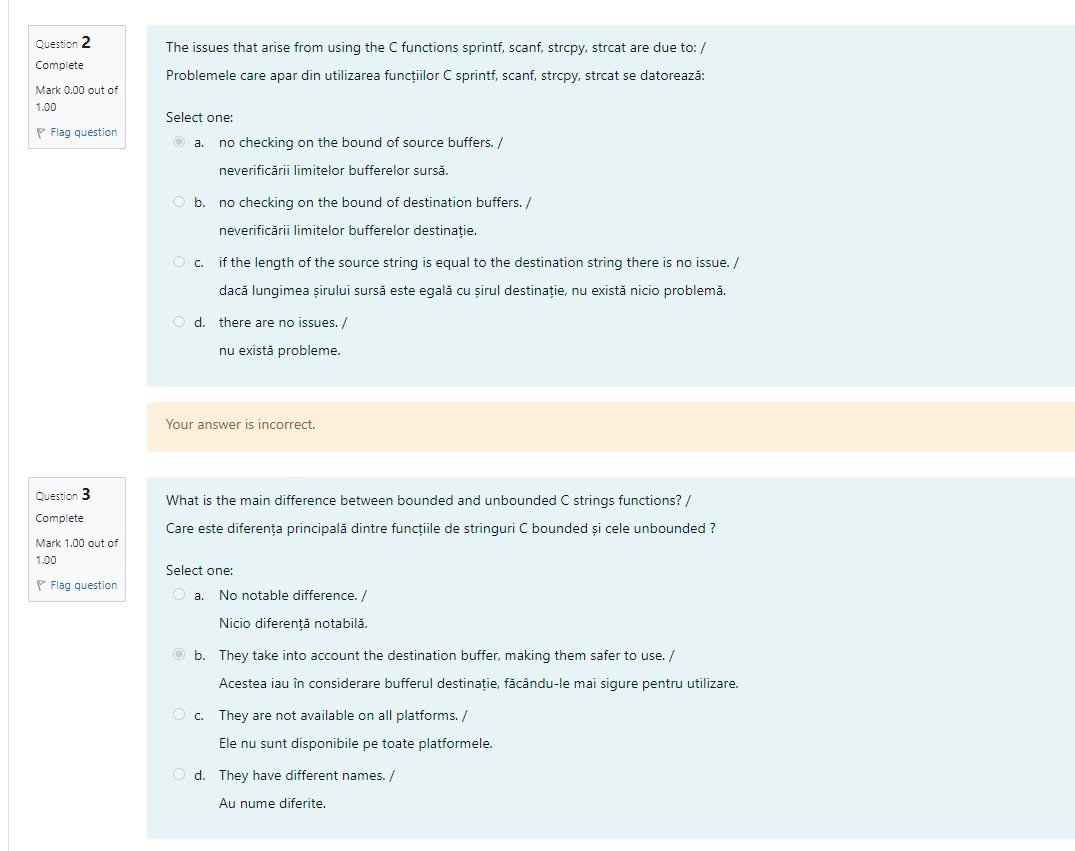 Question 2
Complete
Mark 0.00 out of
1.00
Flag question
The issues that arise from using the C functions sprintf, scanf, strcpy, strcat are due to: /
Problemele care apar din utilizarea funcțiilor C sprintf, scanf, strcpy, strcat se datorează:
Select one:
a. no checking on the bound of source buffers. /
neverificării limitelor bufferelor sursă.
b. no checking on the bound of destination buffers. /
neverificării limitelor bufferelor destinație.
c. if the length of the source string is equal to the destination string there is no issue. /
dacă lungimea șirului sursă este egală cu șirul destinație, nu există nicio problemă.
d. there are no issues. /
nu există probleme.
Your answer is incorrect.
Question 3
Complete
Mark 1.00 out of
1.00
Flag question
What is the main difference between bounded and unbounded C strings functions? /
Care este diferența principală dintre funcțiile de stringuri C bounded și cele unbounded ?
Select one:
a. No notable difference. /
Nicio diferență notabilă.
b. They take into account the destination buffer, making them safer to use. /
Acestea iau în considerare bufferul destinație, făcându-le mai sigure pentru utilizare.
c. They are not available on all platforms. /
Ele nu sunt disponibile pe toate platformele.
d. They have different names. /
Au nume diferite.